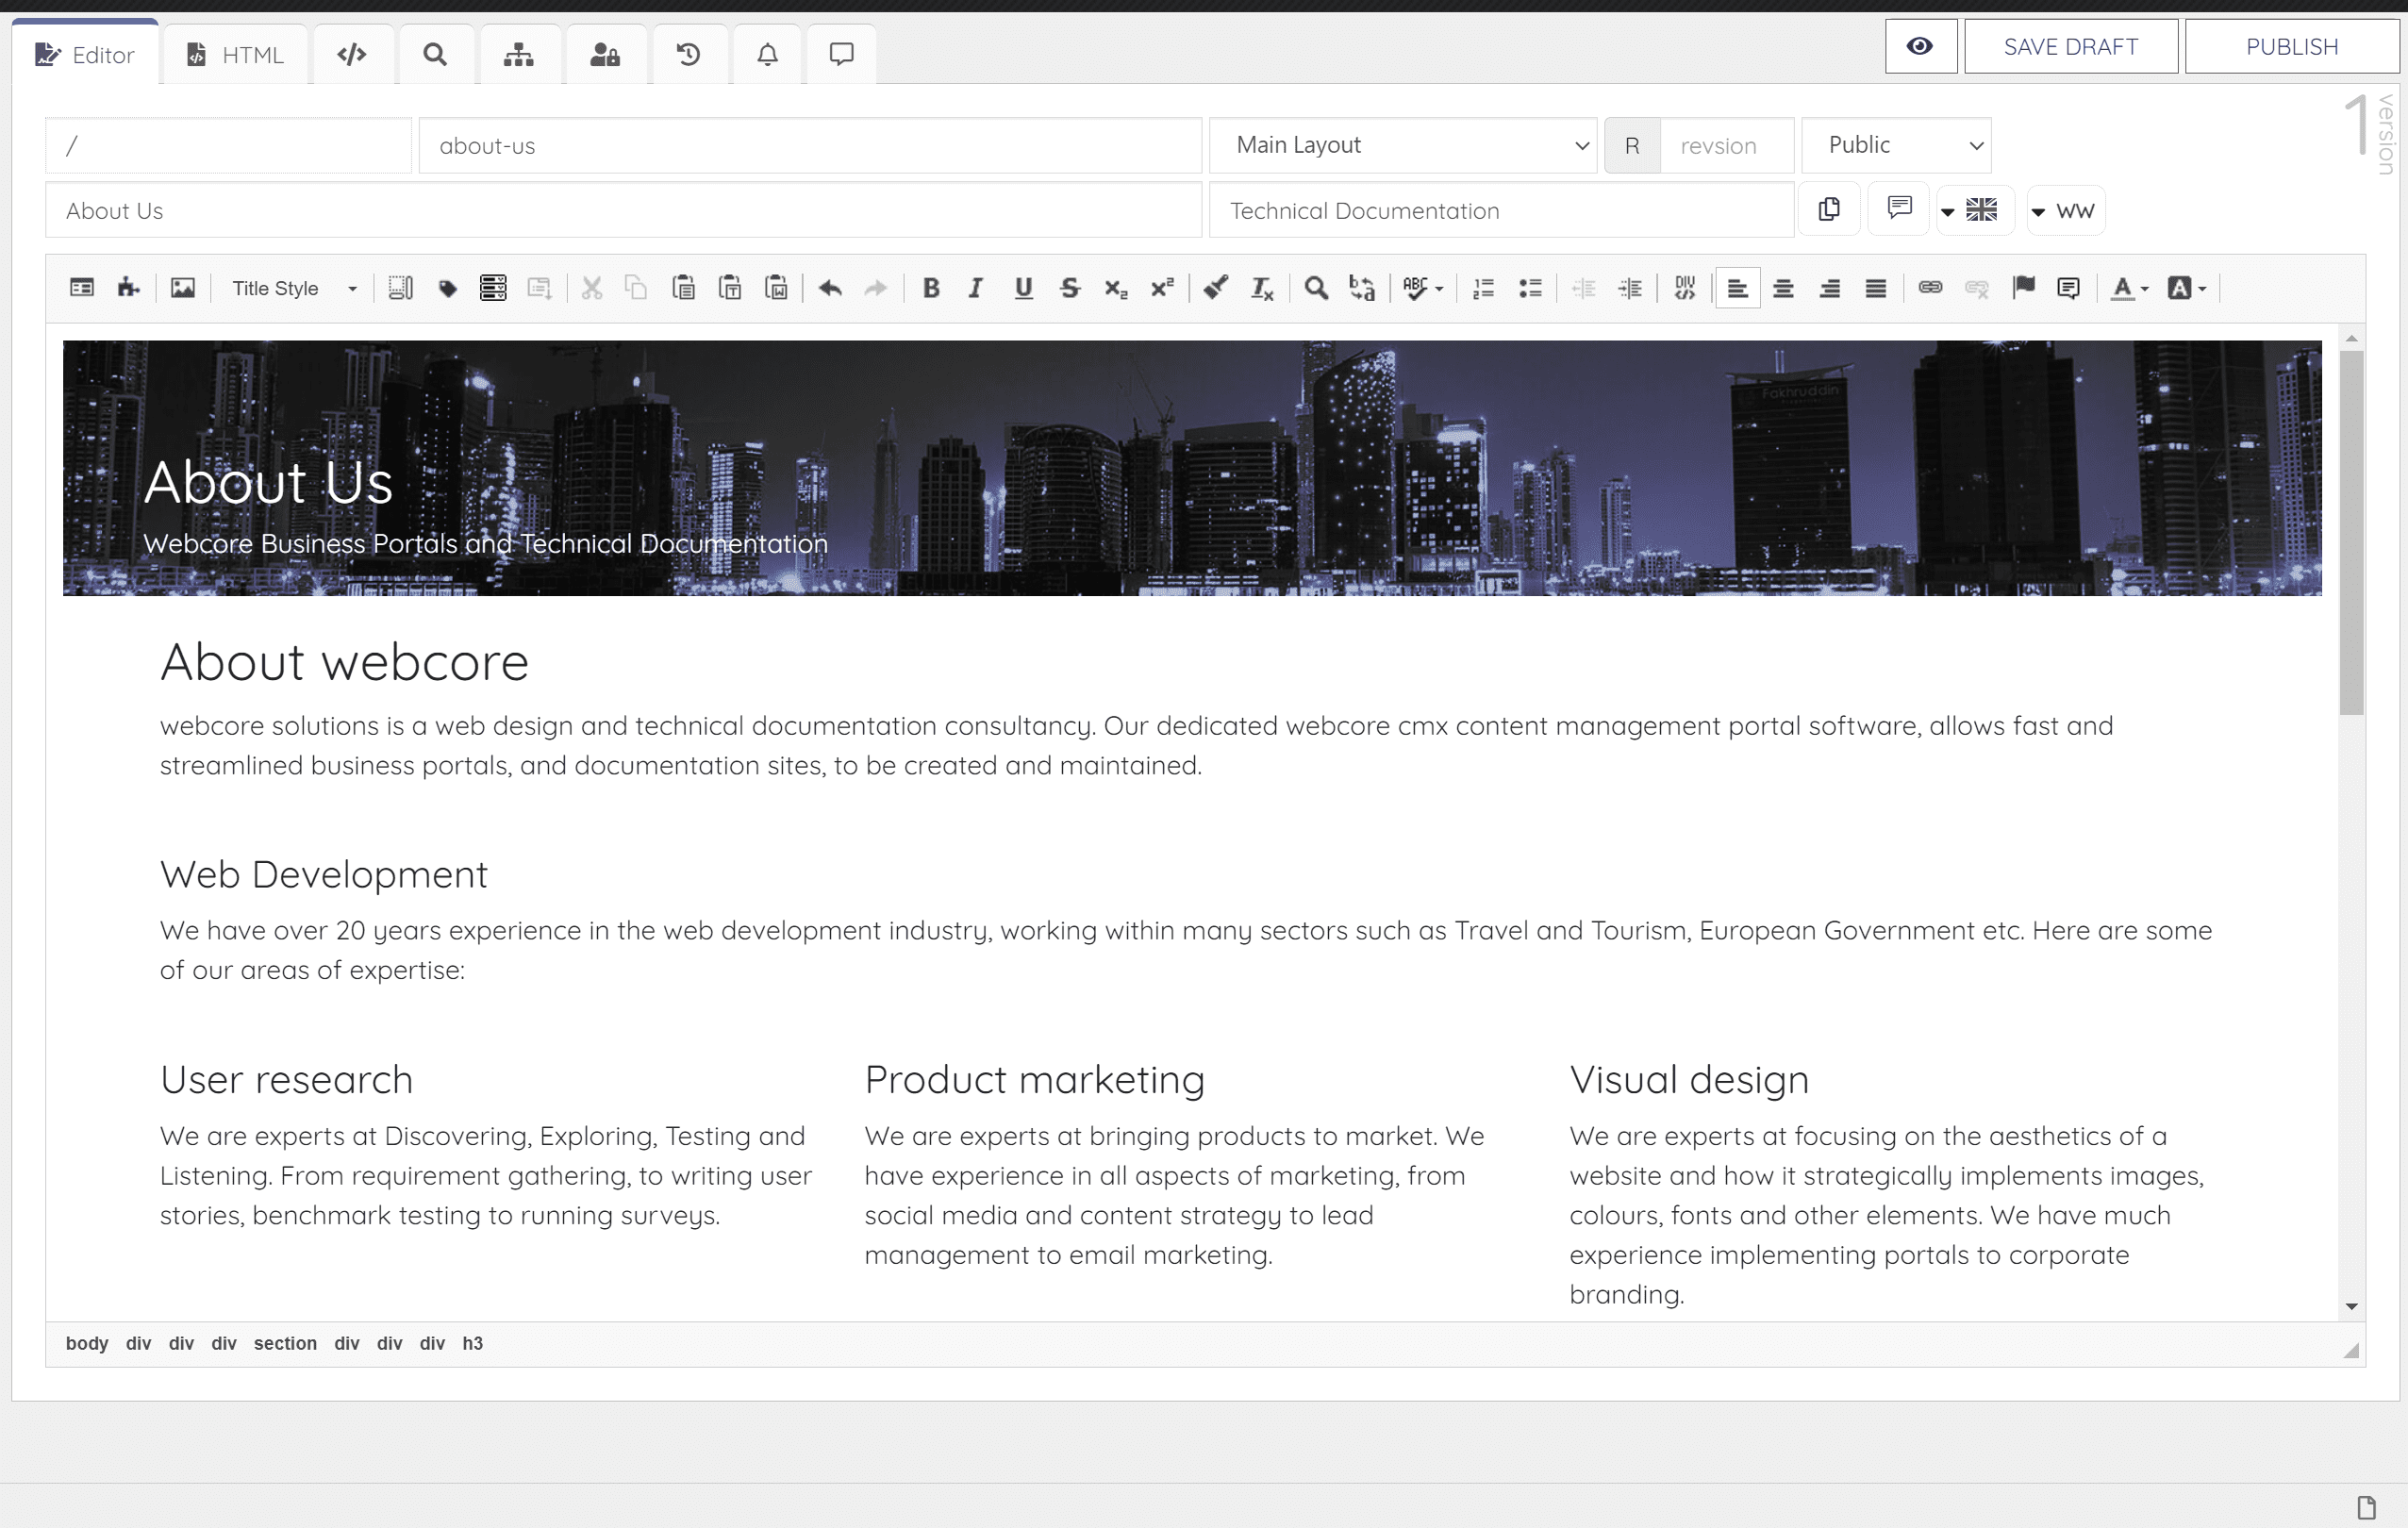 Editor HTML SAVE DRAFT PUBLISH
/ about-us Main Layout R revsion Public
1 version
About Us Technical Documentation WW
Title Style
Fakhruddin
About Us
Webcore Business Portals and Technical Documentation
About webcore
webcore solutions is a web design and technical documentation consultancy. Our dedicated webcore cmx content management portal software, allows fast and
streamlined business portals, and documentation sites, to be created and maintained.
Web Development
We have over 20 years experience in the web development industry, working within many sectors such as Travel and Tourism, European Government etc. Here are some
of our areas of expertise:
User research
We are experts at Discovering, Exploring, Testing and
Listening. From requirement gathering, to writing user
stories, benchmark testing to running surveys.
Product marketing
We are experts at bringing products to market. We
have experience in all aspects of marketing, from
social media and content strategy to lead
management to email marketing.
Visual design
We are experts at focusing on the aesthetics of a
website and how it strategically implements images,
colours, fonts and other elements. We have much
experience implementing portals to corporate
branding.
body div div div section div div div h3